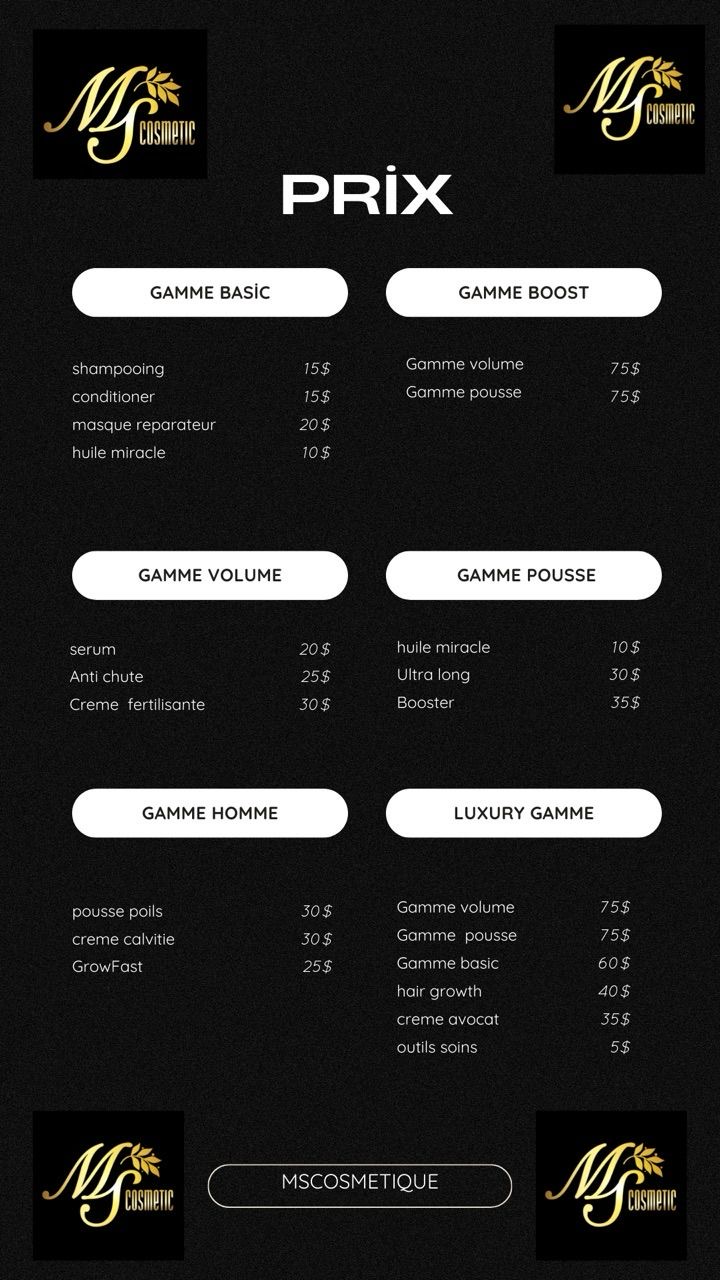 MS cosmetic
MS cosmetic
PRİX
GAMME BASİC
shampooing 15$
conditioner 15$
masque reparateur 20$
huile miracle 10$
GAMME BOOST
Gamme volume 75$
Gamme pousse 75$
GAMME VOLUME
serum 20$
Anti chute 25$
Creme fertilisante 30$
GAMME POUSSE
huile miracle 10$
Ultra long 30$
Booster 35$
GAMME HOMME
pousse poils 30$
creme calvitie 30$
GrowFast 25$
LUXURY GAMME
Gamme volume 75$
Gamme pousse 75$
Gamme basic 60$
hair growth 40$
creme avocat 35$
outils soins 5$
MS cosmetic
MSCOSMETIQUE
MS cosmetic